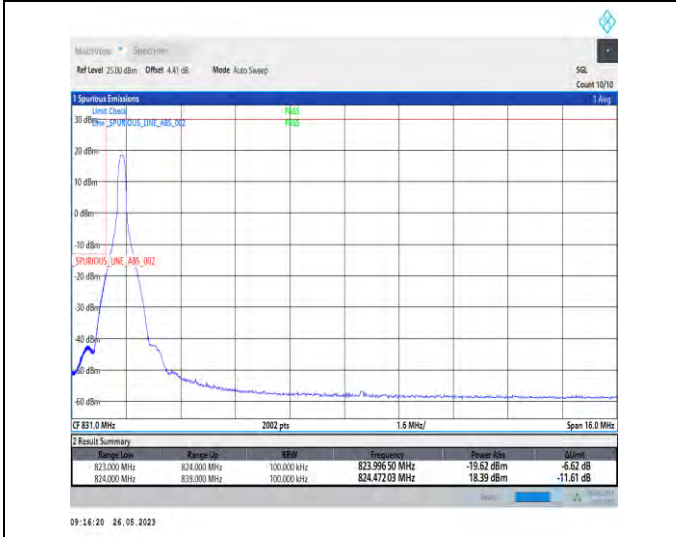 MultiView Spectrum
Ref Level 25.00 dBm Offset 4.41 dB Mode Auto Sweep SGL
Count 10/10
1 Spurious Emissions 1 Avg
Limit Check PASS
30 dBm Line _SPURIOUS_LINE_ABS_002 PASS
20 dBm
10 dBm
0 dBm
-10 dBm
_SPURIOUS_LINE_ABS_002
-20 dBm
-30 dBm
-40 dBm
-50 dBm
-60 dBm
CF 831.0 MHz 2002 pts 1.6 MHz/ Span 16.0 MHz
2 Result Summary
Range Low Range Up RBW Frequency Power Abs ΔLimit
823.000 MHz 824.000 MHz 100.000 kHz 823.99650 MHz -19.62 dBm -6.62 dB
824.000 MHz 839.000 MHz 100.000 kHz 824.47203 MHz 18.39 dBm -11.61 dB
09:16:20 26.05.2023